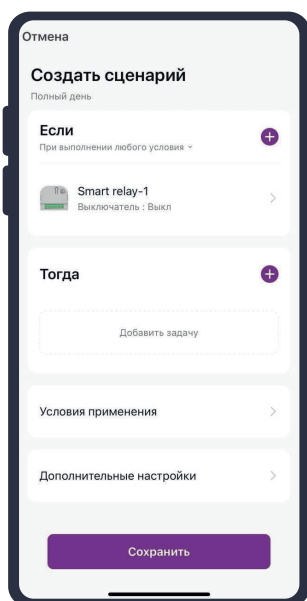 Отмена
Создать сценарий
Полный день
Если
При выполнении любого условия
Smart relay-1
Выключатель : Выкл
Тогда
Добавить задачу
Условия применения
Дополнительные настройки
Сохранить